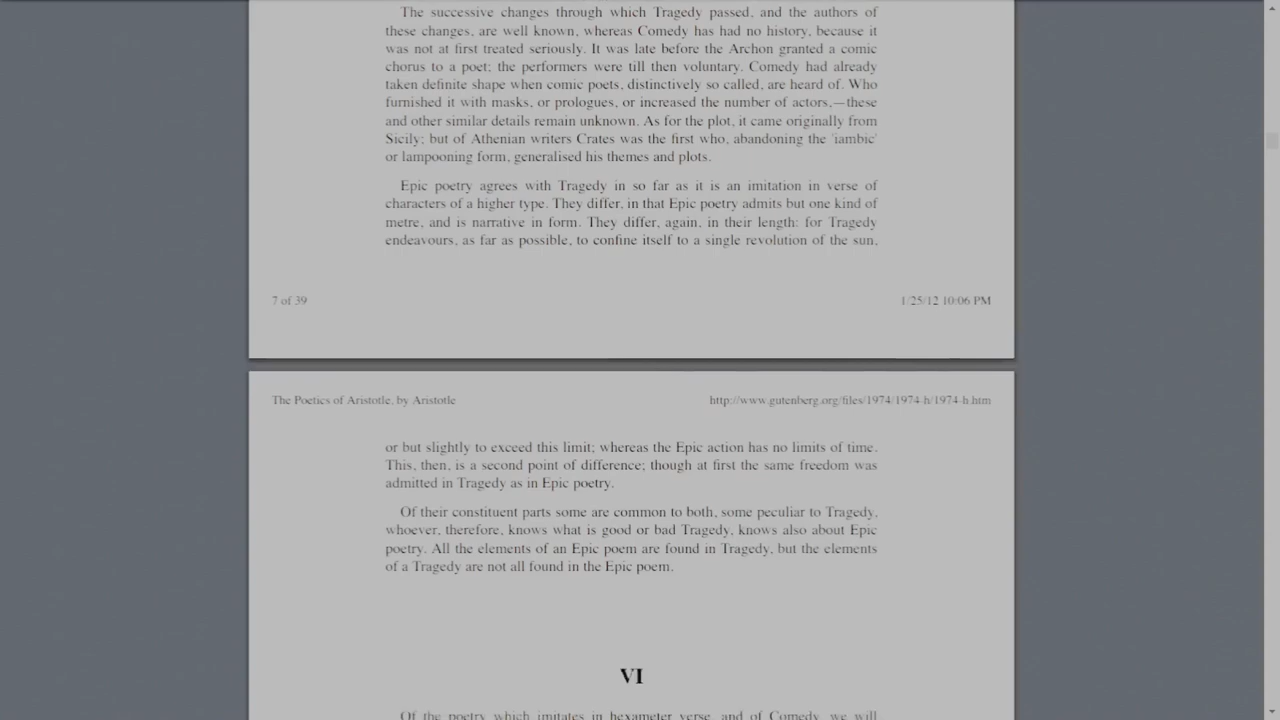 The successive changes through which Tragedy passed, and the authors of
these changes, are well known, whereas Comedy has had no history, because it
was not at first treated seriously. It was late before the Archon granted a comic
chorus to a poet; the performers were till then voluntary. Comedy had already
taken definite shape when comic poets, distinctively so called, are heard of. Who
furnished it with masks, or prologues, or increased the number of actors,—these
and other similar details remain unknown. As for the plot, it came originally from
Sicily; but of Athenian writers Crates was the first who, abandoning the 'iambic'
or lampooning form, generalised his themes and plots.
Epic poetry agrees with Tragedy in so far as it is an imitation in verse of
characters of a higher type. They differ, in that Epic poetry admits but one kind of
metre, and is narrative in form. They differ, again, in their length: for Tragedy
endeavours, as far as possible, to confine itself to a single revolution of the sun,
7 of 39 1/25/12 10:06 PM
The Poetics of Aristotle, by Aristotle http://www.gutenberg.org/files/1974/1974-h/1974-h.htm
or but slightly to exceed this limit; whereas the Epic action has no limits of time.
This, then, is a second point of difference; though at first the same freedom was
admitted in Tragedy as in Epic poetry.
Of their constituent parts some are common to both, some peculiar to Tragedy,
whoever, therefore, knows what is good or bad Tragedy, knows also about Epic
poetry. All the elements of an Epic poem are found in Tragedy, but the elements
of a Tragedy are not all found in the Epic poem.
VI
Of the poetry which imitates in hexameter verse, and of Comedy, we will